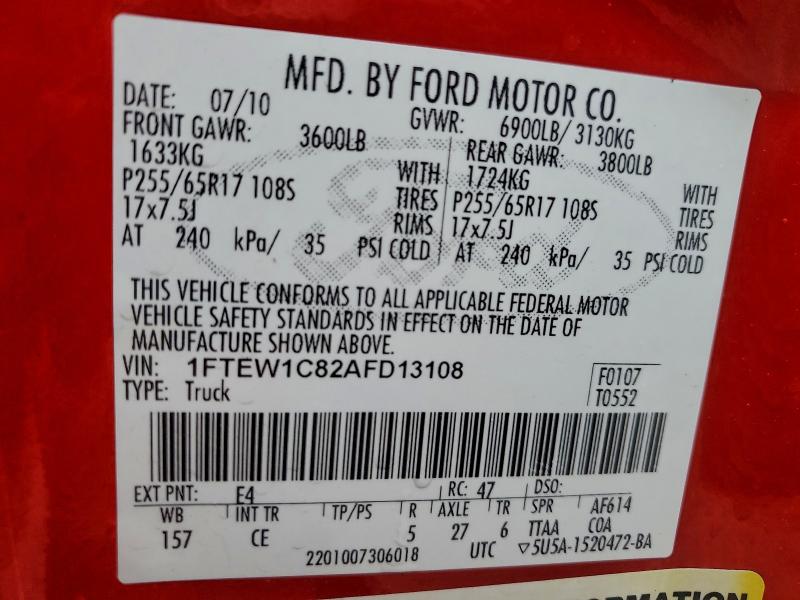 MFD. BY FORD MOTOR CO.
DATE: 07/10 GVWR: 6900LB/ 3130KG
FRONT GAWR: 3600LB REAR GAWR: 3800LB
1633KG WITH 1724KG WITH
P255/65R17 108S TIRES P255/65R17 108S TIRES
17x7.5J RIMS 17x7.5J RIMS
AT 240 kPa/ 35 PSI COLD AT 240 kPa/ 35 PSI COLD
THIS VEHICLE CONFORMS TO ALL APPLICABLE FEDERAL MOTOR
VEHICLE SAFETY STANDARDS IN EFFECT ON THE DATE OF
MANUFACTURE SHOWN ABOVE.
VIN: 1FTEW1C82AFD13108 F0107
TYPE: Truck T0552
EXT PNT: E4 RC: 47 DSO:
WB INT TR TP/PS R AXLE TR SPR AF614
157 CE 5 27 6 TTAA COA
2201007306018 UTC ▽5U5A-1520472-BA
INFORMATION